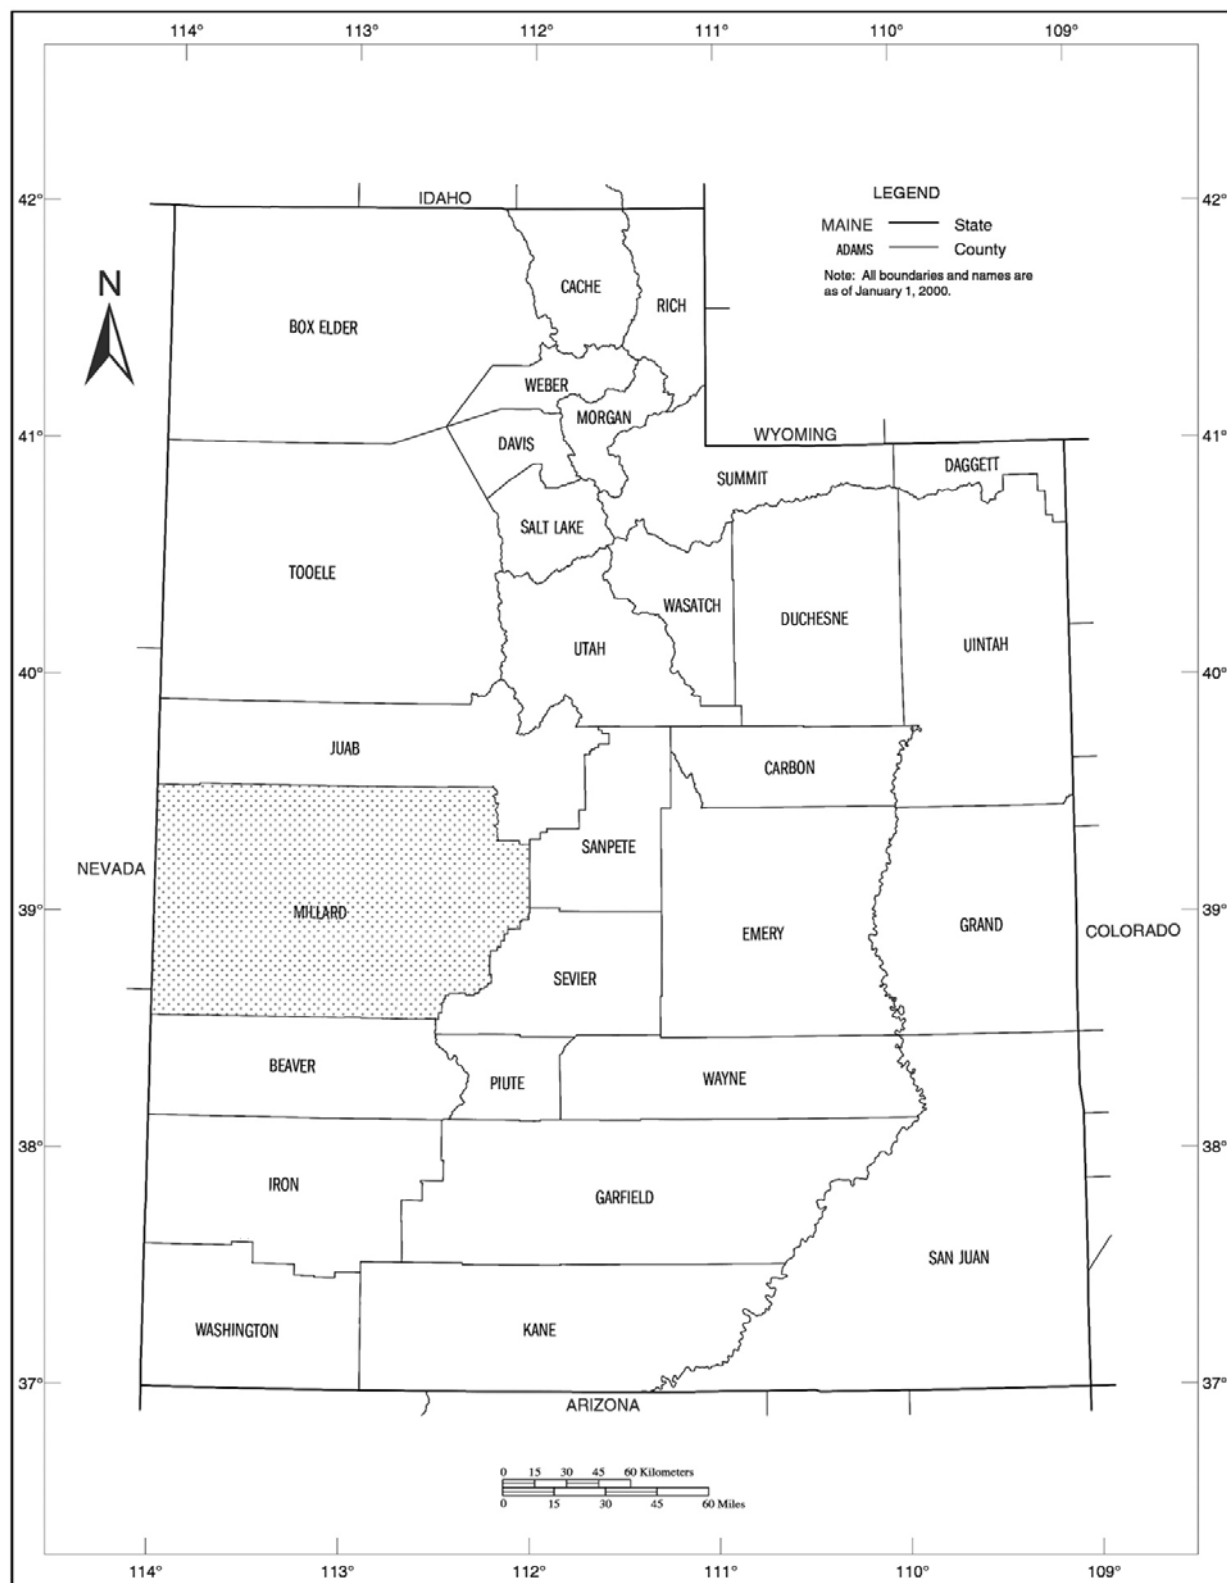 114° 113° 112° 111° 110° 109°
42° IDAHO 42°
LEGEND
MAINE State
ADAMS County
Note: All boundaries and names are
as of January 1, 2000.
N
CACHE
RICH
BOX ELDER
WEBER
MORGAN
41° DAVIS WYOMING 41°
DAGGETT
SUMMIT
SALT LAKE
TOOELE
WASATCH
DUCHESNE
UTAH
UINTAH
40° 40°
JUAB
CARBON
SANPETE
NEVADA
39° MILLARD 39°
GRAND
EMERY
COLORADO
SEVIER
BEAVER
PIUTE
WAYNE
38° 38°
IRON
GARFIELD
SAN JUAN
WASHINGTON
KANE
37° 37°
ARIZONA
0 15 30 45 60 Kilometers
0 15 30 45 60 Miles
114° 113° 112° 111° 110° 109°